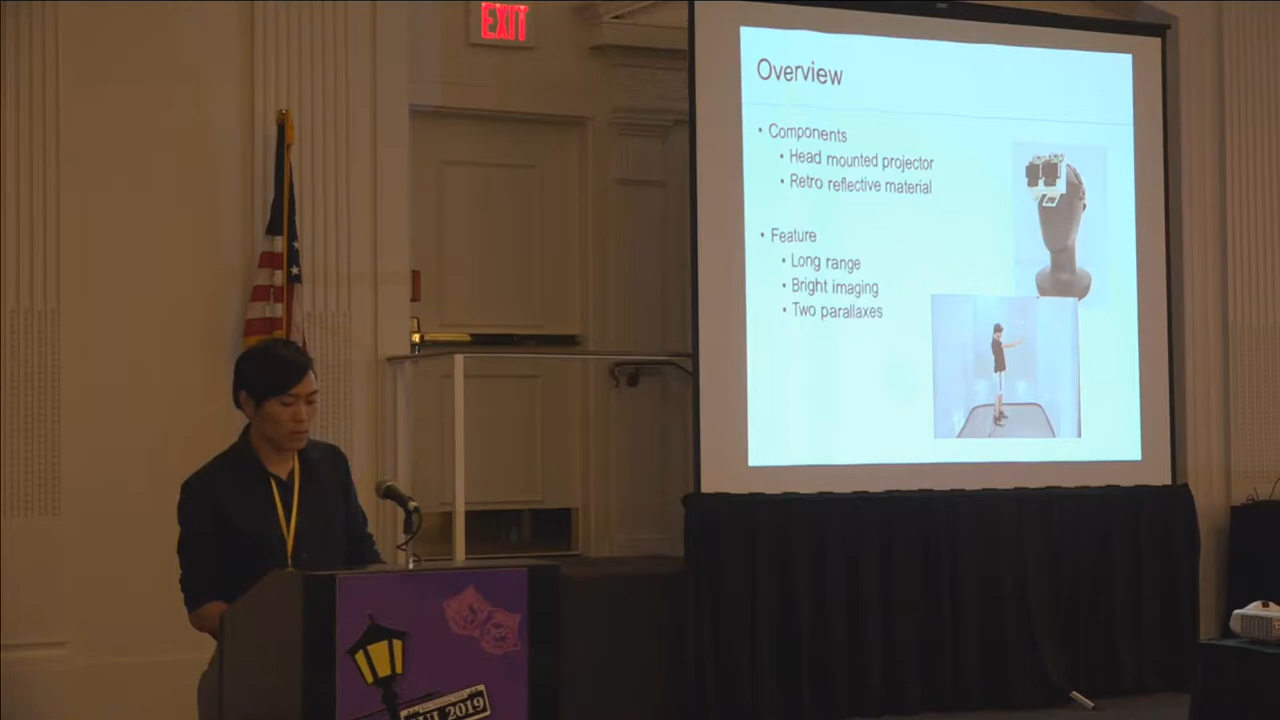 EXIT
Overview
• Components
• Head mounted projector
• Retro reflective material
• Feature
• Long range
• Bright imaging
• Two parallaxes
2019